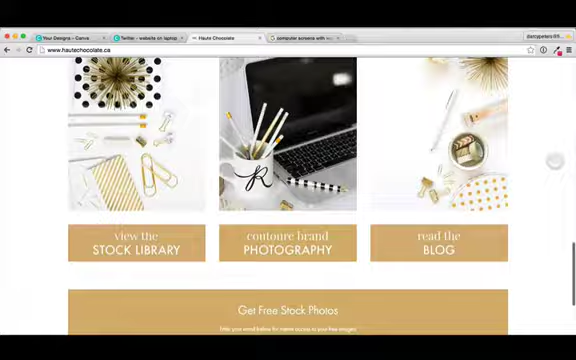 Your Designs – Canva
Twitter - website on laptop
Haute Chocolate
computer screens with
www.hautechocolate.ca
R
view the
STOCK LIBRARY
coutoure brand
PHOTOGRAPHY
read the
BLOG
Get Free Stock Photos